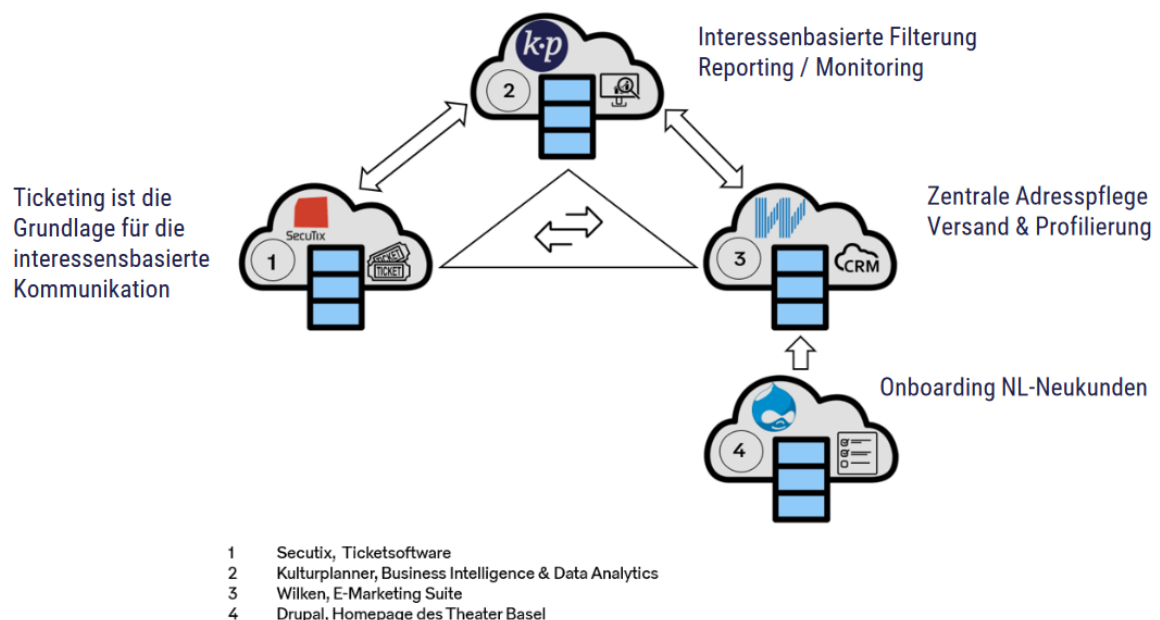 k·p
2
Interessenbasierte Filterung
Reporting / Monitoring
Ticketing ist die
Grundlage für die
interessensbasierte
Kommunikation
SECUTIX
1
TICKET
TICKET
W
3
CRM
Zentrale Adresspflege
Versand & Profilierung
Onboarding NL-Neukunden
4
1 Secutix, Ticketsoftware
2 Kulturplanner, Business Intelligence & Data Analytics
3 Wilken, E-Marketing Suite
4 Drupal, Homepage des Theater Basel